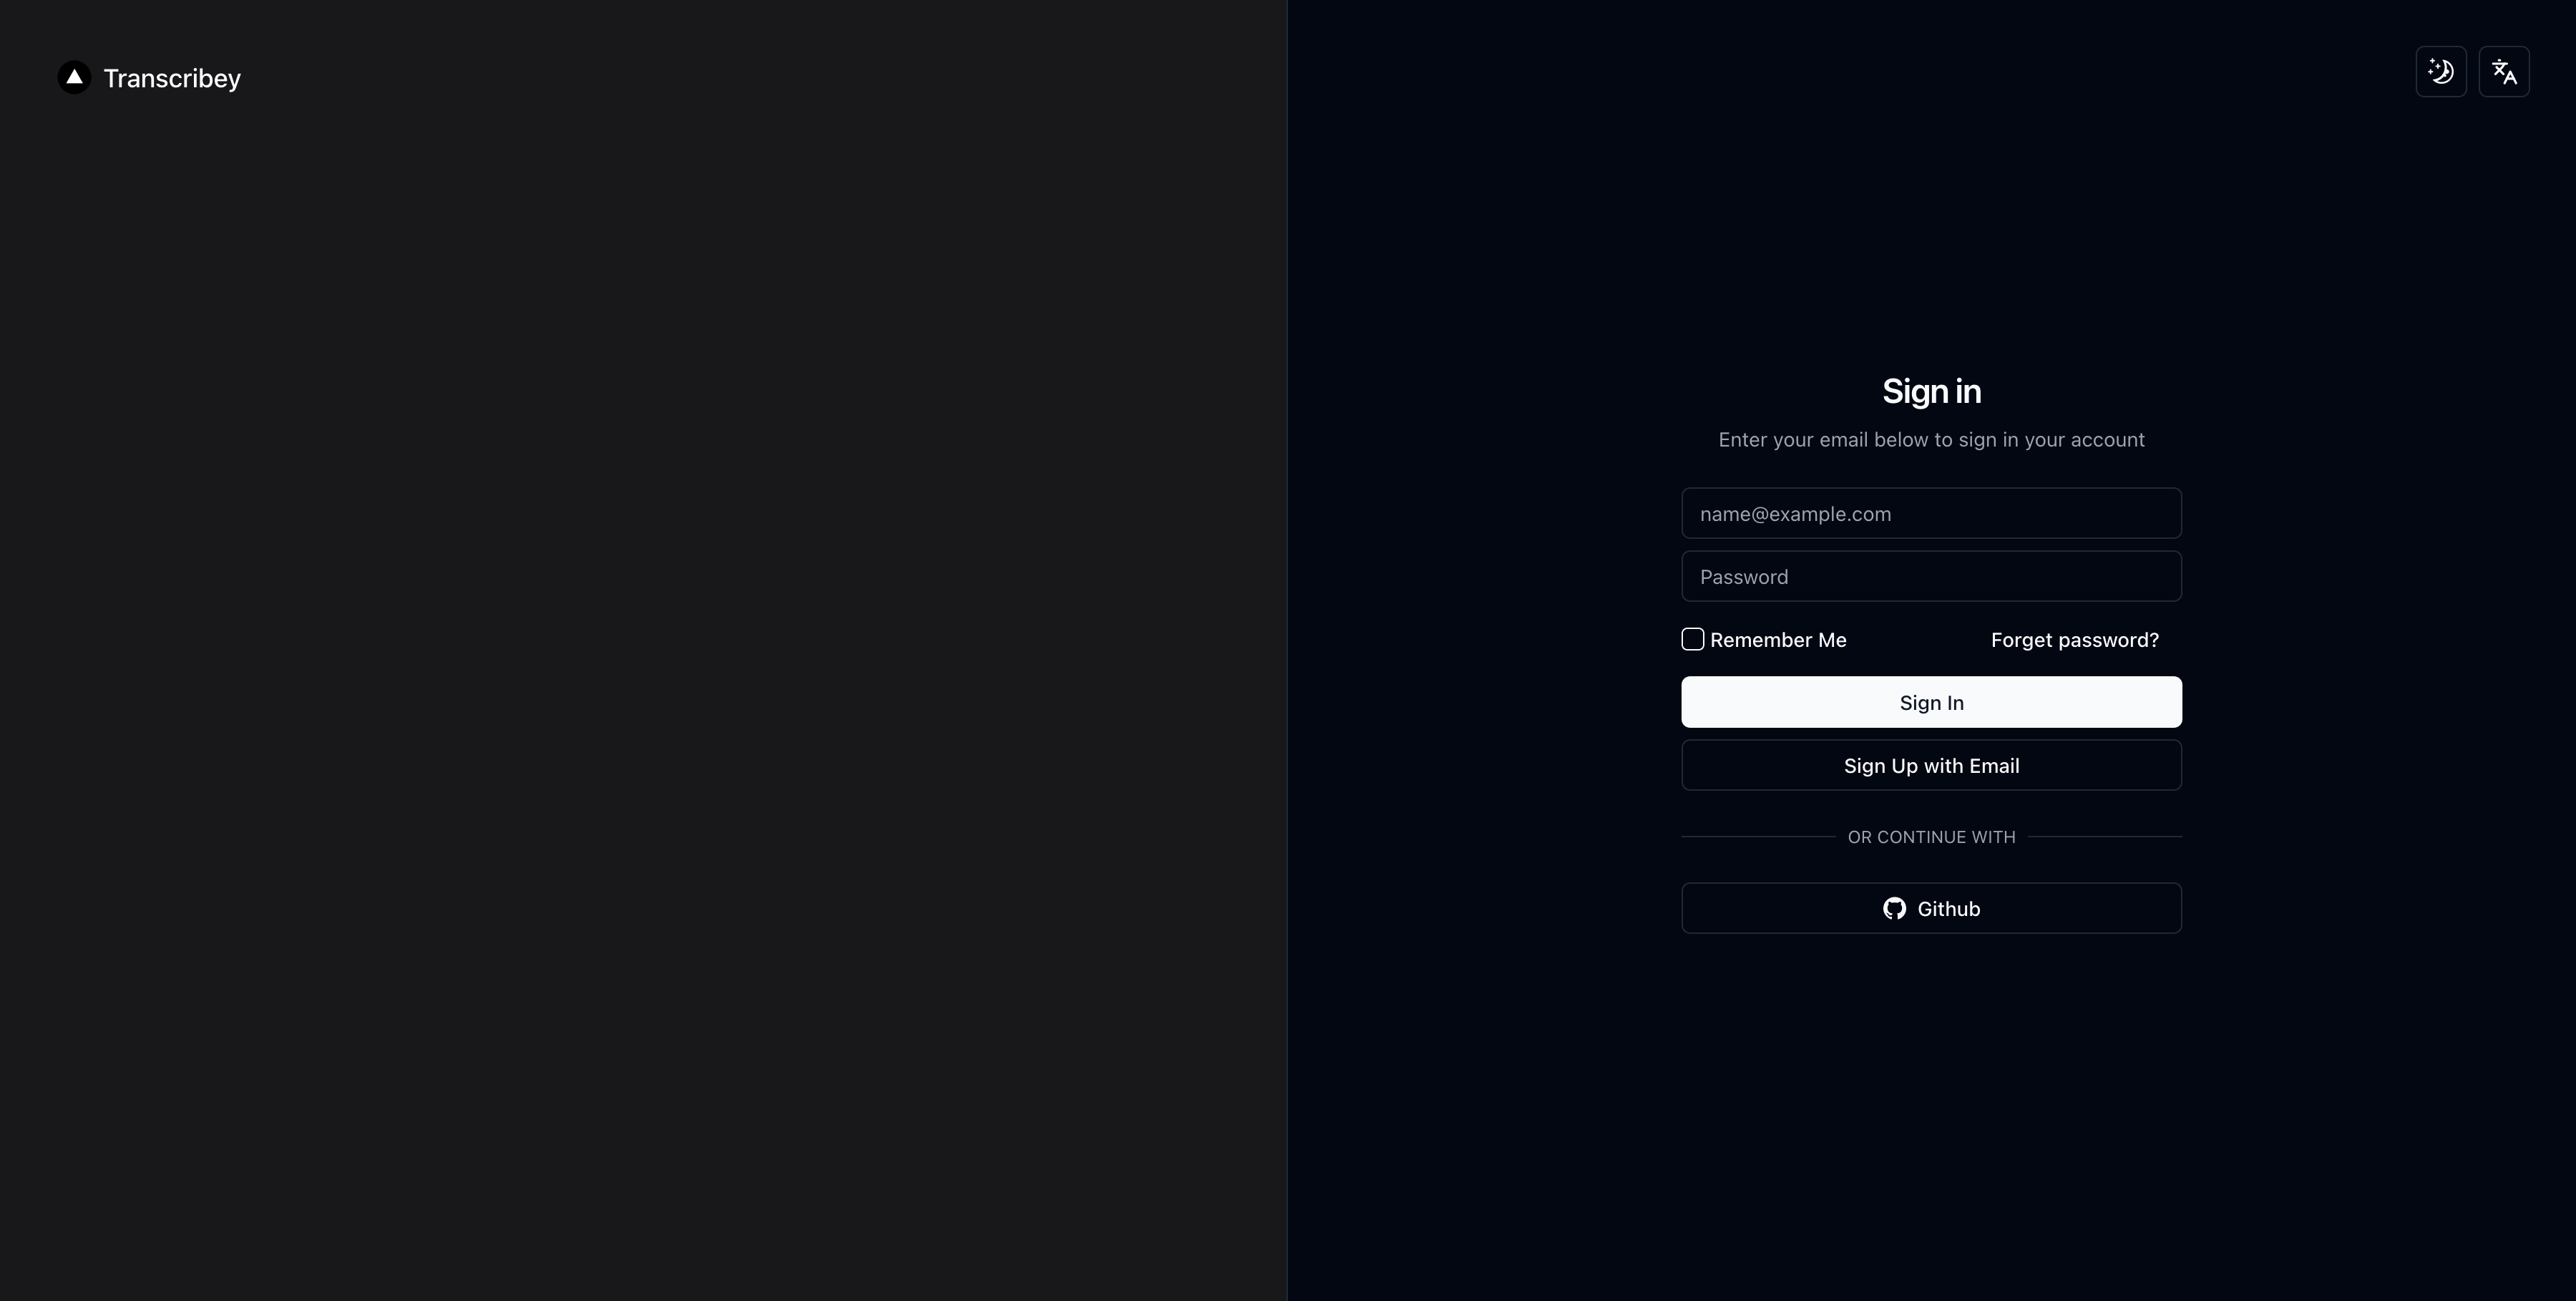 Transcribey
Sign in
Enter your email below to sign in your account
name@example.com
Password
Remember Me
Forget password?
Sign In
Sign Up with Email
OR CONTINUE WITH
Github